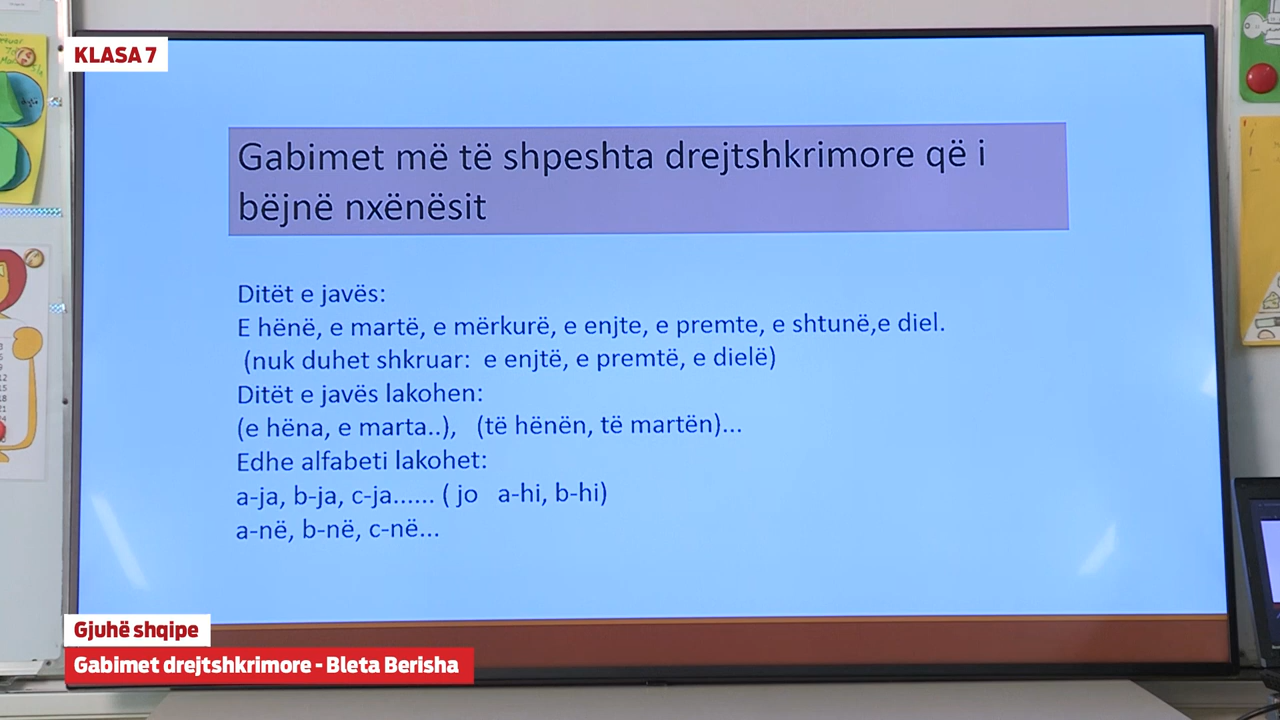 KLASA 7
Gabimet më të shpeshta drejtshkrimore që i
bëjnë nxënësit
Ditët e javës:
E hënë, e martë, e mërkurë, e enjte, e premte, e shtunë,e diel.
(nuk duhet shkruar:  e enjtë, e premtë, e dielë)
Ditët e javës lakohen:
(e hëna, e marta..),   (të hënën, të martën)...
Edhe alfabeti lakohet:
a-ja, b-ja, c-ja...... ( jo   a-hi, b-hi)
a-në, b-në, c-në...
Gjuhë shqipe
Gabimet drejtshkrimore - Bleta Berisha